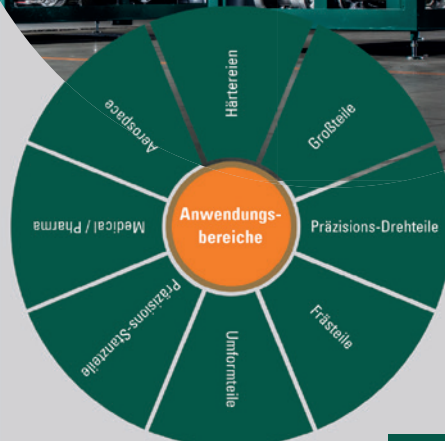 Anwendungs-
bereiche
Härtereien
Großteile
Präzisions-Drehteile
Frästeile
Umformteile
Präzisions-Stanzteile
Medical / Pharma
Aerospace